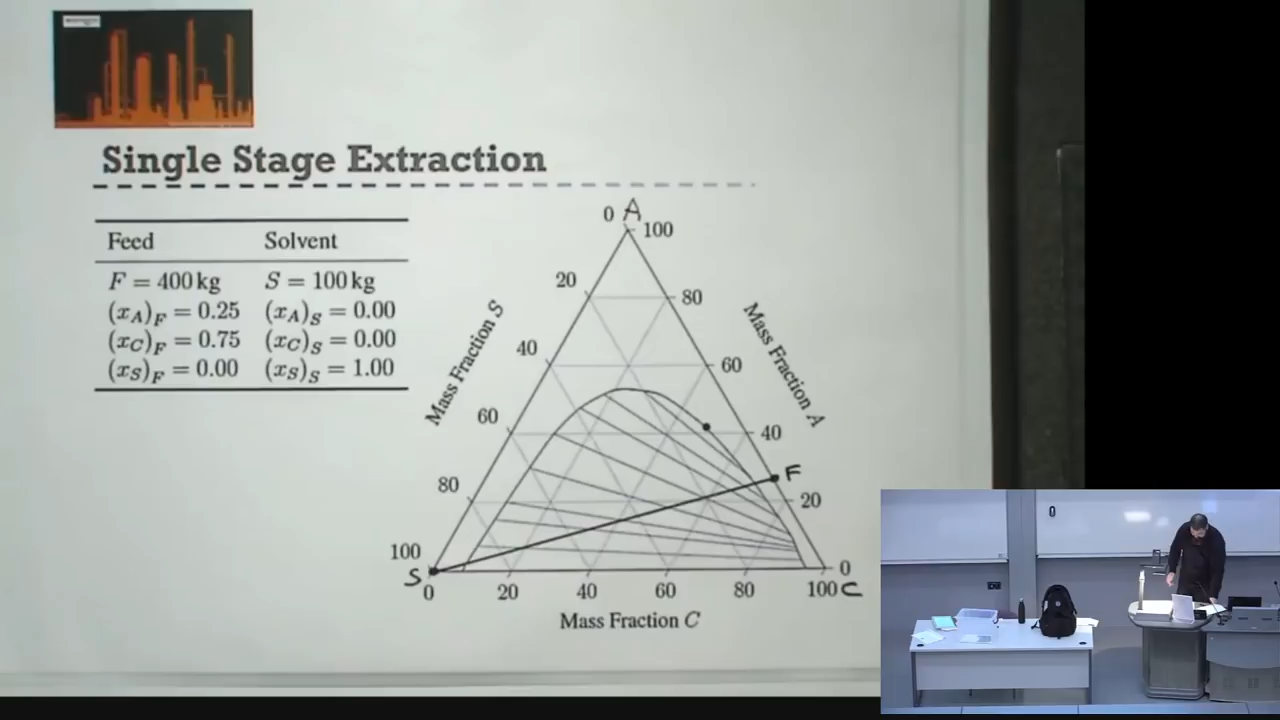 Single Stage Extraction
Feed Solvent
F = 400 kg S = 100 kg
(x_A)_F = 0.25 (x_A)_S = 0.00
(x_C)_F = 0.75 (x_C)_S = 0.00
(x_S)_F = 0.00 (x_S)_S = 1.00
0 A
100
20
80
Mass Fraction S
Mass Fraction A
40
60
60
40
F
80
20
100
0
S
0 20 40 60 80 100 C
Mass Fraction C